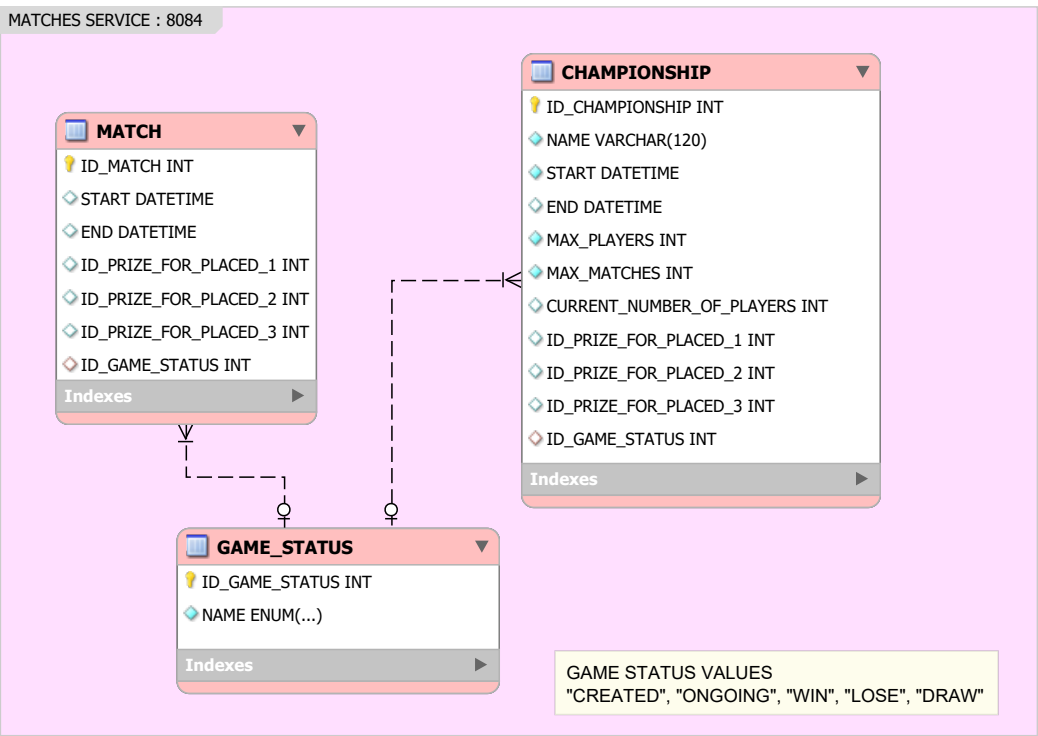 MATCHES SERVICE : 8084
MATCH
ID_MATCH INT
START DATETIME
END DATETIME
ID_PRIZE_FOR_PLACED_1 INT
ID_PRIZE_FOR_PLACED_2 INT
ID_PRIZE_FOR_PLACED_3 INT
ID_GAME_STATUS INT
Indexes
CHAMPIONSHIP
ID_CHAMPIONSHIP INT
NAME VARCHAR(120)
START DATETIME
END DATETIME
MAX_PLAYERS INT
MAX_MATCHES INT
CURRENT_NUMBER_OF_PLAYERS INT
ID_PRIZE_FOR_PLACED_1 INT
ID_PRIZE_FOR_PLACED_2 INT
ID_PRIZE_FOR_PLACED_3 INT
ID_GAME_STATUS INT
Indexes
GAME_STATUS
ID_GAME_STATUS INT
NAME ENUM(...)
Indexes
GAME STATUS VALUES
"CREATED", "ONGOING", "WIN", "LOSE", "DRAW"